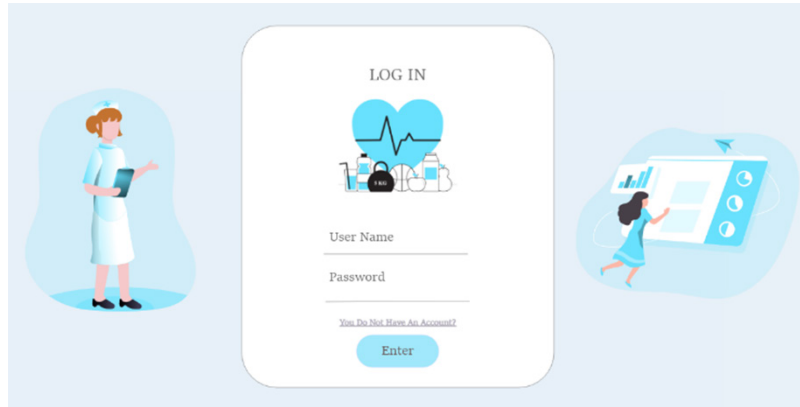 LOG IN
5 KG
User Name
Password
You Do Not Have An Account?
Enter